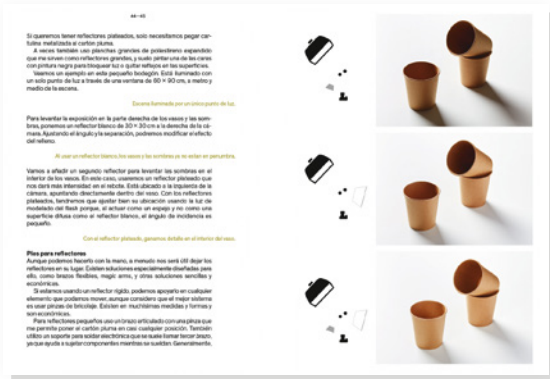 44–45
Si queremos tener reflectores plateados, solo necesitamos pegar car-
tulina metalizada al cartón pluma.
A veces también uso planchas grandes de poliestireno expandido
que me sirven como reflectores grandes, y suelo pintar una de las caras
con pintura negra para bloquear luz o quitar reflejos en las superficies.
Veamos un ejemplo en este pequeño bodegón. Está iluminado con
un solo punto de luz a través de una ventana de 60 × 90 cm, a metro y
medio de la escena.
Escena iluminada por un único punto de luz.
Para levantar la exposición en la parte derecha de los vasos y las som-
bras, ponemos un reflector blanco de 20 × 30 cm a la derecha de la cá-
mara. Ajustando el ángulo y la separación, podremos modificar el efecto
del relleno.
Al usar un reflector blanco, los vasos y las sombras ya no están en penumbra.
Vamos a añadir un segundo reflector para levantar las sombras en el
interior de los vasos. En este caso, usaremos un reflector plateado que
nos dará más intensidad en el rebote. Está ubicado a la izquierda de la
cámara, apuntando directamente dentro del vaso. Con los reflectores
plateados, tendremos que ajustar bien su ubicación usando la luz de
modelado del flash porque, al actuar como un espejo y no como una
superficie difusa como el reflector blanco, el ángulo de incidencia es
pequeño.
Con el reflector plateado, ganamos detalle en el interior del vaso.
Pies para reflectores
Aunque podemos hacerlo con la mano, a menudo nos será útil dejar los
reflectores en su lugar. Existen soluciones especialmente diseñadas para
ello, como brazos flexibles, magic arms, y otras soluciones sencillas y
económicas.
Si estamos usando un reflector rígido, podemos apoyarlo en cualquier
elemento que podamos mover, aunque considero que el mejor sistema
es usar pinzas de bricolaje. Existen en muchísimas medidas y formas y
son económicas.
Para reflectores pequeños uso un brazo articulado con una pinza que
me permite poner el cartón pluma en casi cualquier posición. También
utilizo un soporte para soldar electrónica que se suele llamar tercer brazo,
ya que ayuda a sujetar componentes mientras se sueldan. Generalmente,